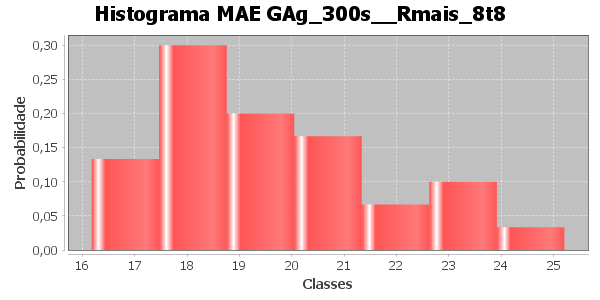 Histograma MAE GAg_300s__Rmais_8t8
Probabilidade
0,30
0,25
0,20
0,15
0,10
0,05
0,00
16 17 18 19 20 21 22 23 24 25
Classes